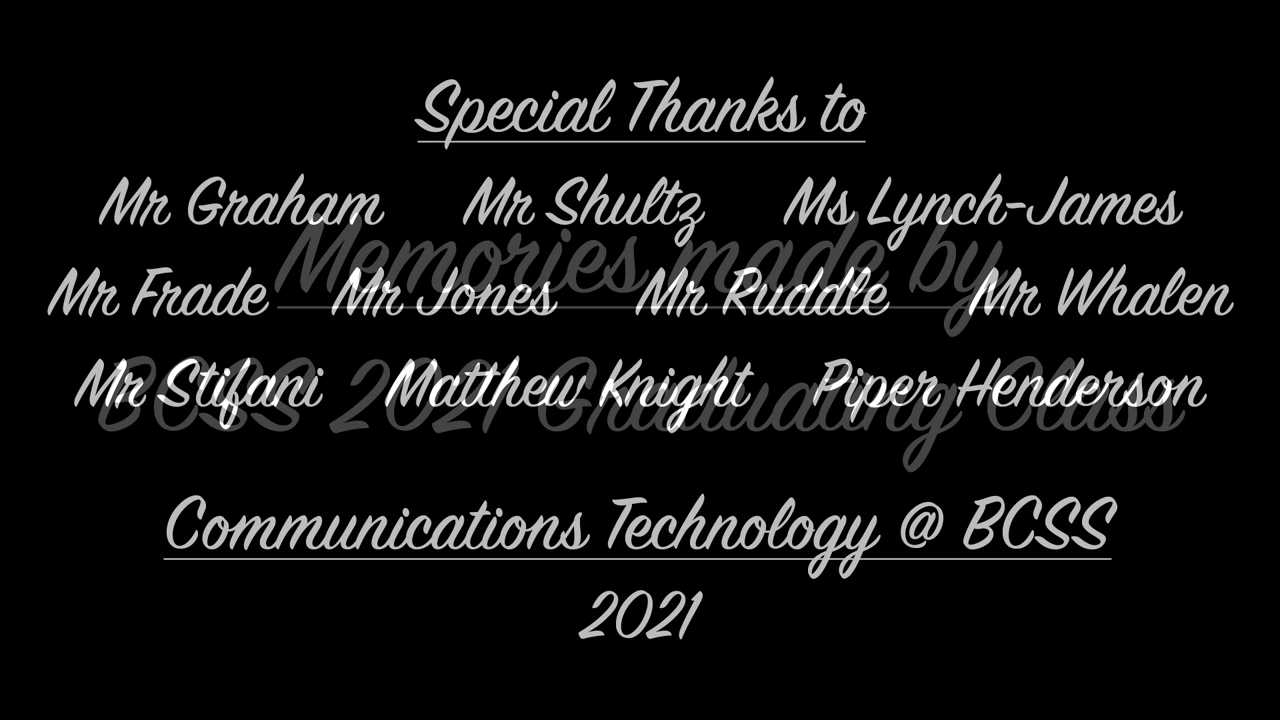 Special Thanks to
Mr Graham Mr Shultz Ms Lynch-James
Memories made by
Mr Frade Mr Jones Mr Ruddle Mr Whalen
Mr Stifani Matthew Knight Piper Henderson
BCSS 2021 Graduating Class
Communications Technology @ BCSS
2021